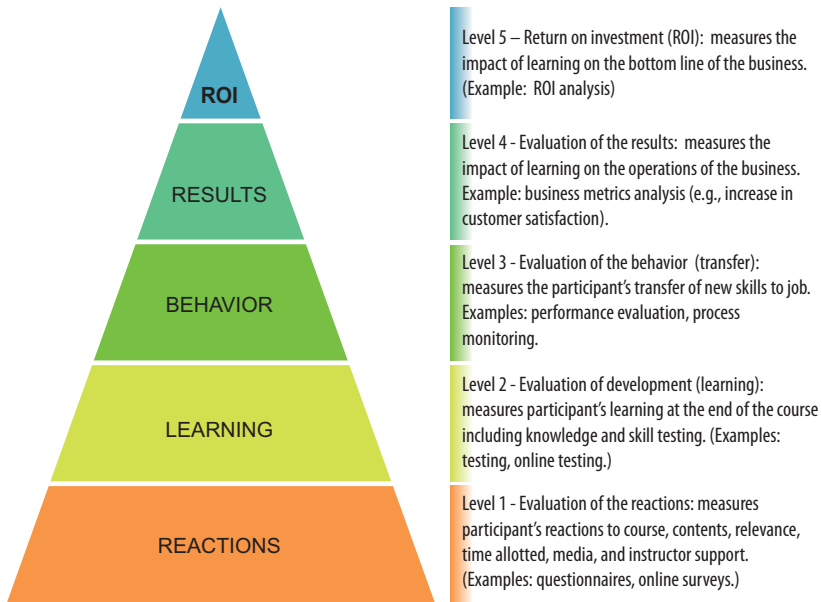 ROI
Level 5 – Return on investment (ROI): measures the
impact of learning on the bottom line of the business.
(Example: ROI analysis)
RESULTS
Level 4 - Evaluation of the results: measures the
impact of learning on the operations of the business.
Example: business metrics analysis (e.g., increase in
customer satisfaction).
BEHAVIOR
Level 3 - Evaluation of the behavior (transfer):
measures the participant's transfer of new skills to job.
Examples: performance evaluation, process
monitoring.
LEARNING
Level 2 - Evaluation of development (learning):
measures participant's learning at the end of the course
including knowledge and skill testing. (Examples:
testing, online testing.)
REACTIONS
Level 1 - Evaluation of the reactions: measures
participant's reactions to course, contents, relevance,
time allotted, media, and instructor support.
(Examples: questionnaires, online surveys.)